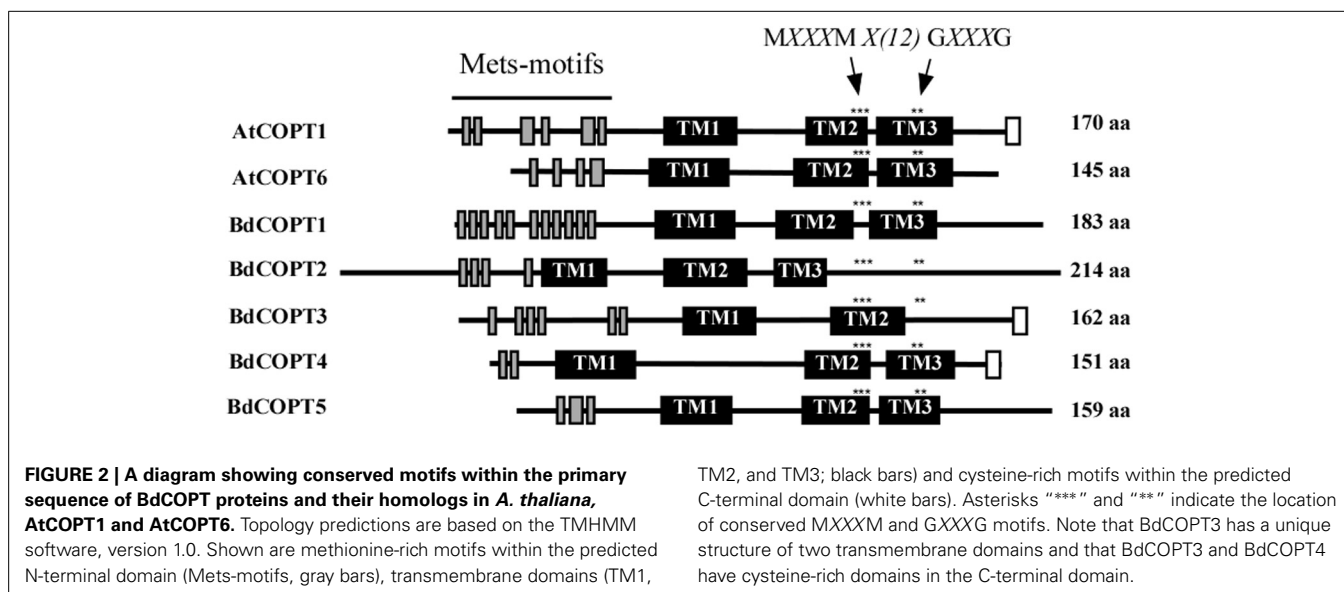 MXXXM X(12) GXXXG
Mets-motifs
*** **
AtCOPT1 TM1 TM2 TM3 170 aa
*** **
AtCOPT6 TM1 TM2 TM3 145 aa
*** **
BdCOPT1 TM1 TM2 TM3 183 aa
BdCOPT2 TM1 TM2 TM3 *** ** 214 aa
*** **
BdCOPT3 TM1 TM2 162 aa
*** **
BdCOPT4 TM1 TM2 TM3 151 aa
*** **
BdCOPT5 TM1 TM2 TM3 159 aa
FIGURE 2 | A diagram showing conserved motifs within the primary
sequence of BdCOPT proteins and their homologs in A. thaliana,
AtCOPT1 and AtCOPT6. Topology predictions are based on the TMHMM
software, version 1.0. Shown are methionine-rich motifs within the predicted
N-terminal domain (Mets-motifs, gray bars), transmembrane domains (TM1,
TM2, and TM3; black bars) and cysteine-rich motifs within the predicted
C-terminal domain (white bars). Asterisks “***” and “**” indicate the location
of conserved MXXXM and GXXXG motifs. Note that BdCOPT3 has a unique
structure of two transmembrane domains and that BdCOPT3 and BdCOPT4
have cysteine-rich domains in the C-terminal domain.